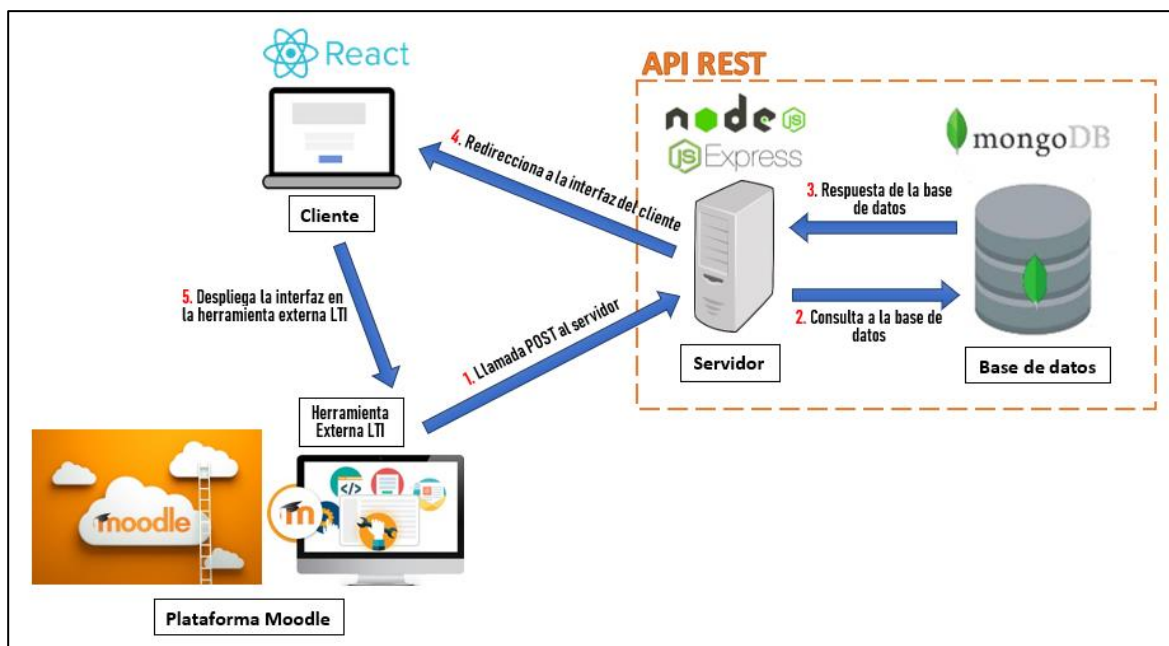 React
API REST
node JS
JS Express
mongoDB
4. Redirecciona a la interfaz del cliente
3. Respuesta de la base
de datos
Cliente
5. Despliega la interfaz en
la herramienta externa LTI
1. Llamada POST al servidor
2. Consulta a la base de
datos
Servidor
Base de datos
Herramienta
Externa LTI
</>
moodle
m
Plataforma Moodle